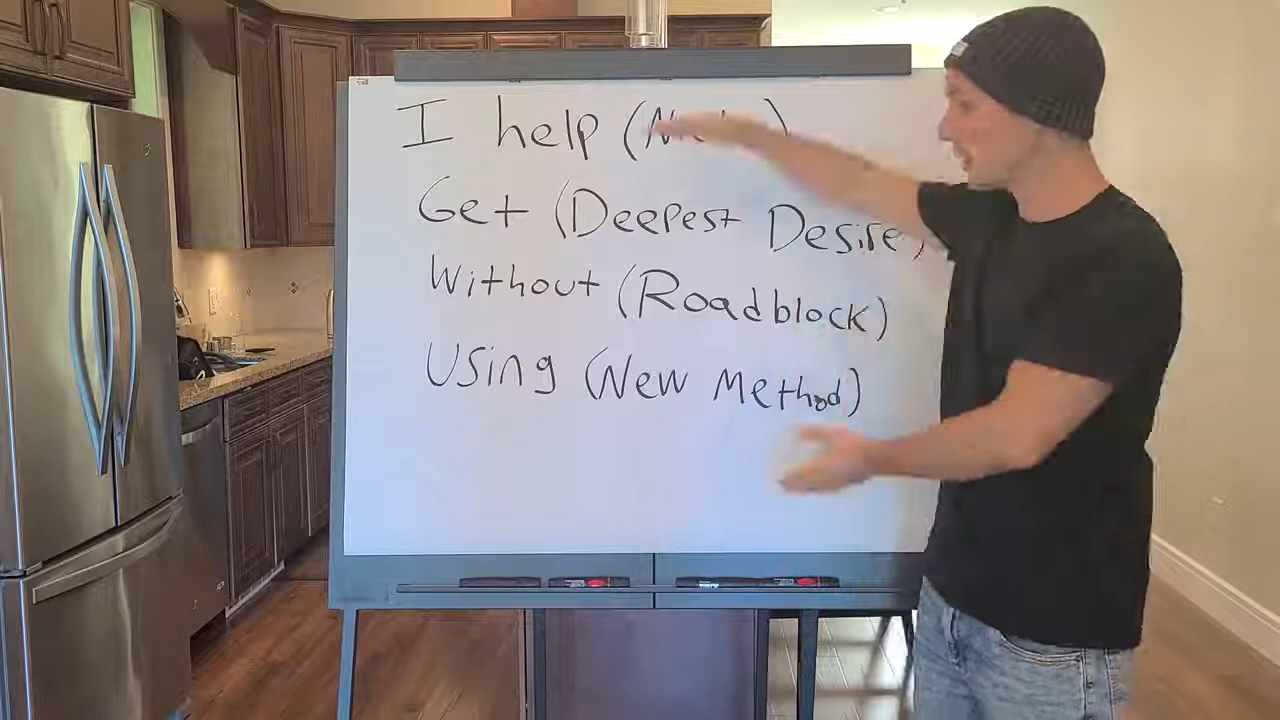 I help (
Get (Deepest Desire)
Without (Roadblock)
Using (New Method)